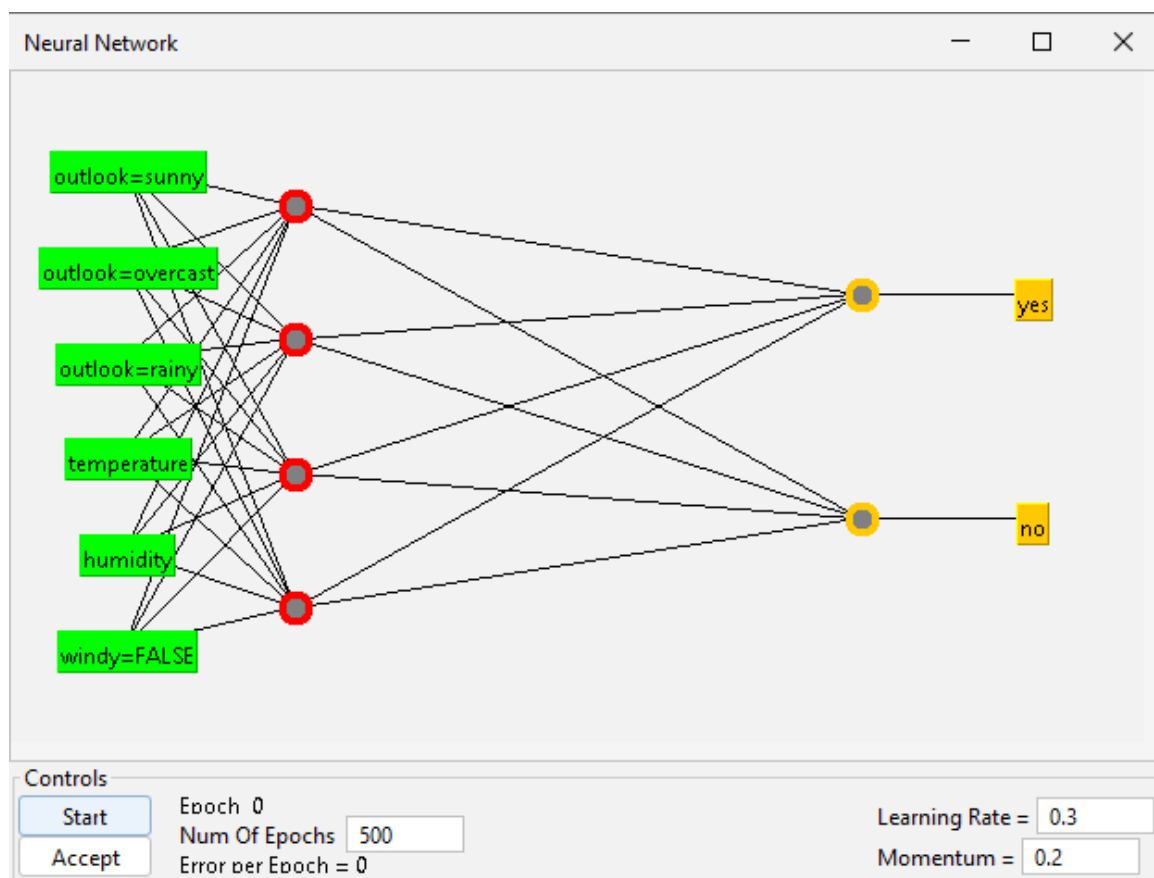 Neural Network
outlook=sunny
outlook=overcast
outlook=rainy
temperature
humidity
windy=FALSE
yes
no
Controls
Start
Accept
Epoch 0
Num Of Epochs 500
Error per Epoch = 0
Learning Rate = 0.3
Momentum = 0.2